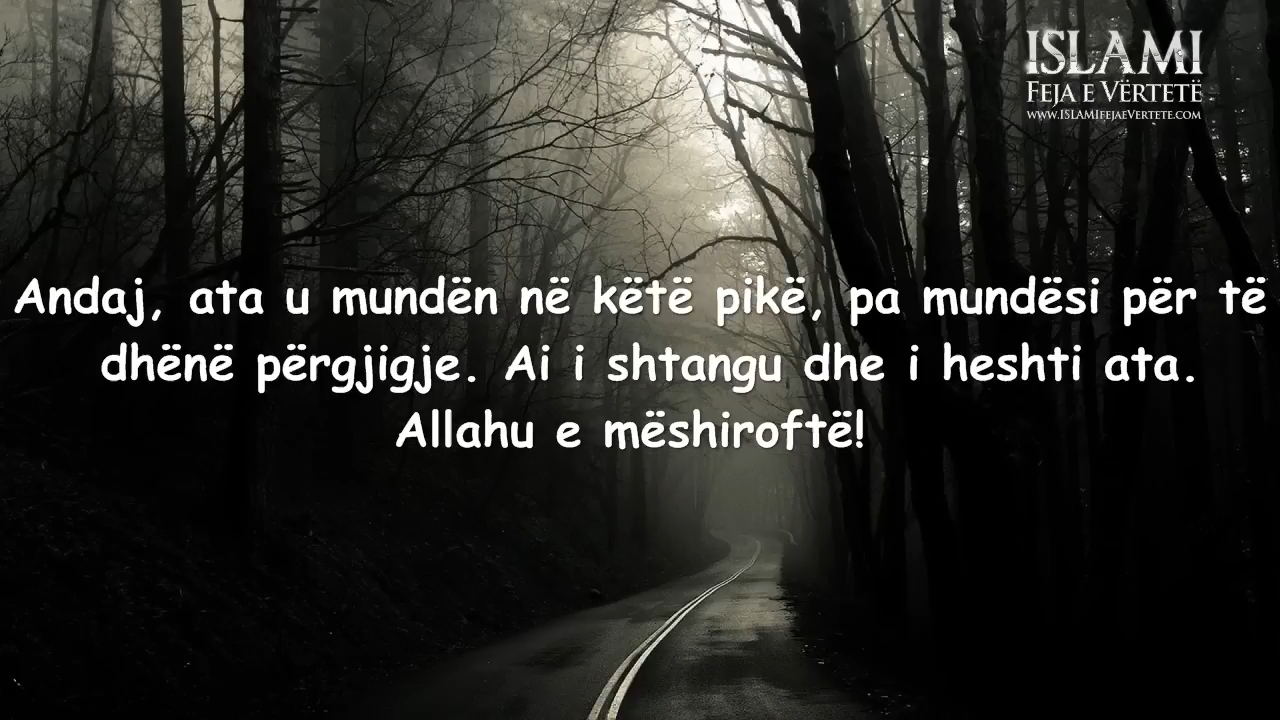 ISLAMI
FEJA E VËRTETË
WWW.ISLAMIFEJAEVERTETE.COM
Andaj, ata u mundën në këtë pikë, pa mundësi për të
dhënë përgjigje. Ai i shtangu dhe i heshti ata.
Allahu e mëshiroftë!